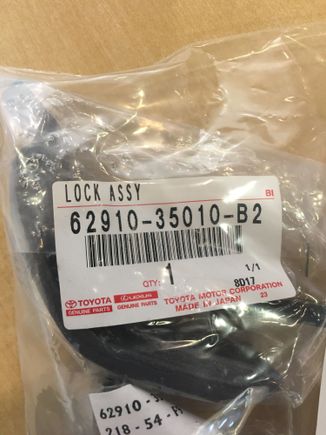 LOCK ASSY
BI
62910-35010-B2
QTY: 1
1/1
8D17
TOYOTA
GENUINE PARTS
LEXUS
GENUINE PARTS
TOYOTA MOTOR CORPORATION
MADE IN JAPAN 23
62910
218-54